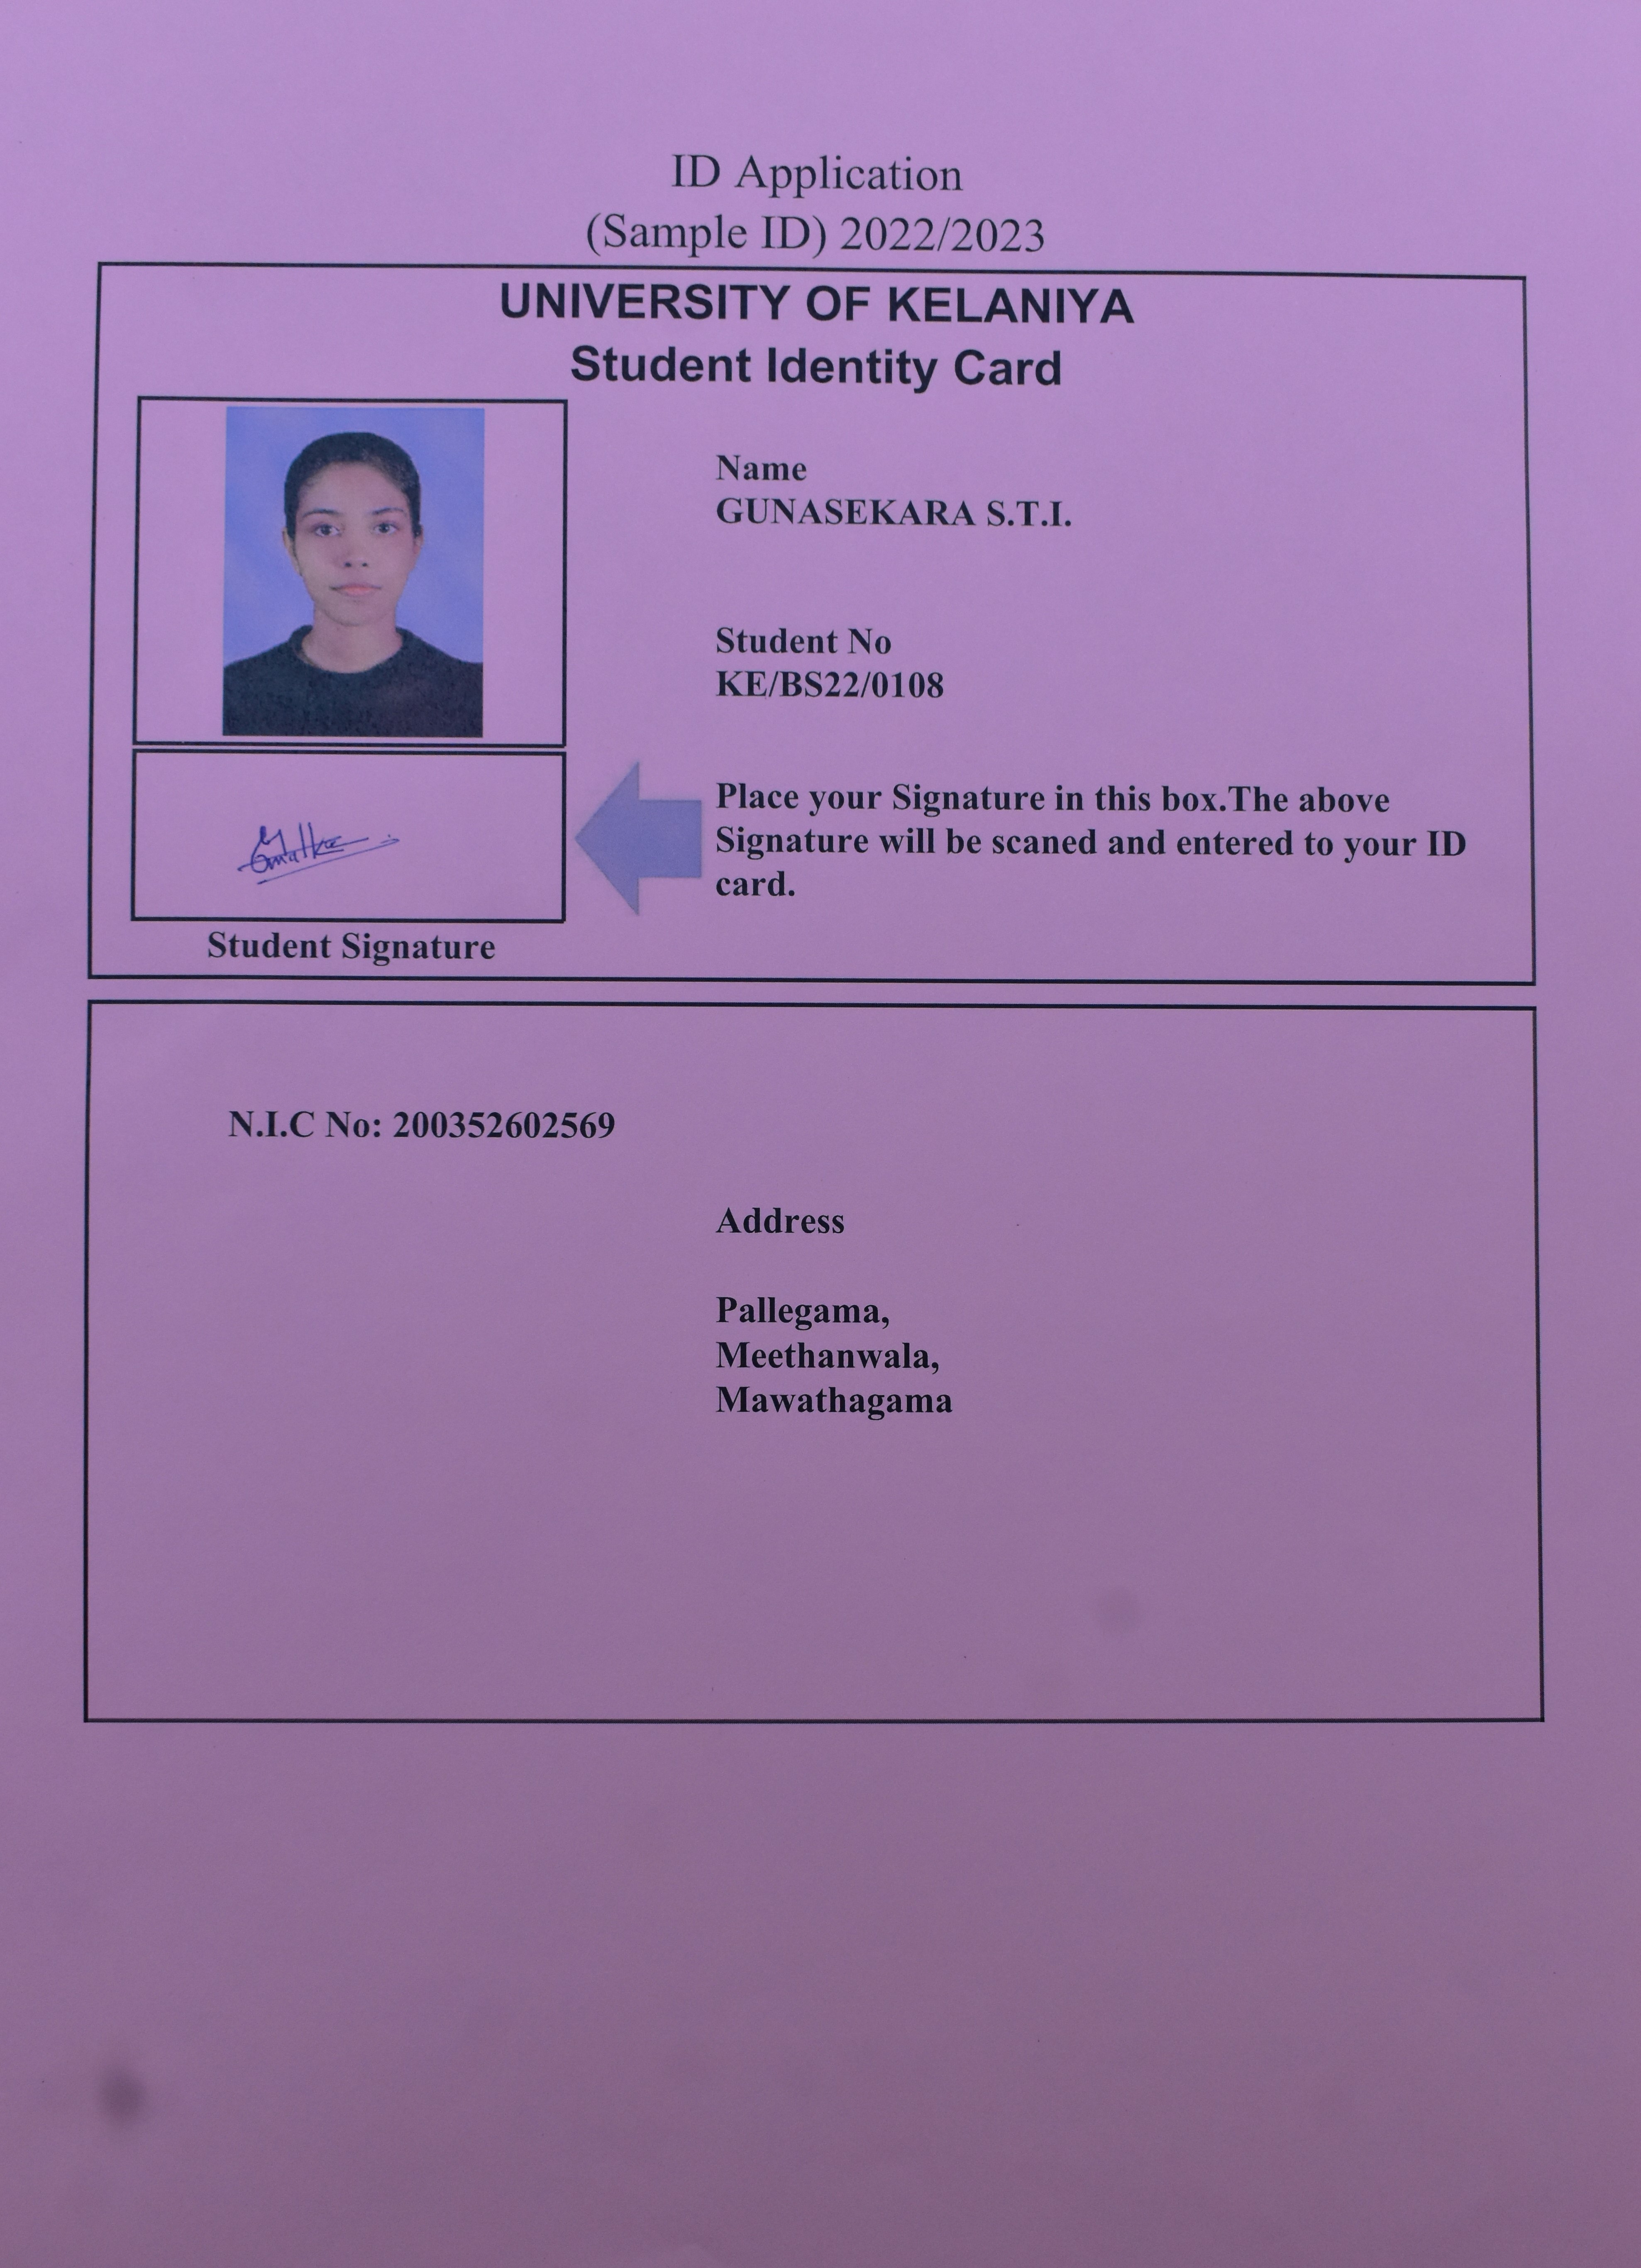 ID Application
(Sample ID) 2022/2023
UNIVERSITY OF KELANIYA
Student Identity Card
Name
GUNASEKARA S.T.I.
Student No
KE/BS22/0108
Place your Signature in this box.The above
Signature will be scaned and entered to your ID
card.
Student Signature
N.I.C No: 200352602569
Address
Pallegama,
Meethanwala,
Mawathagama